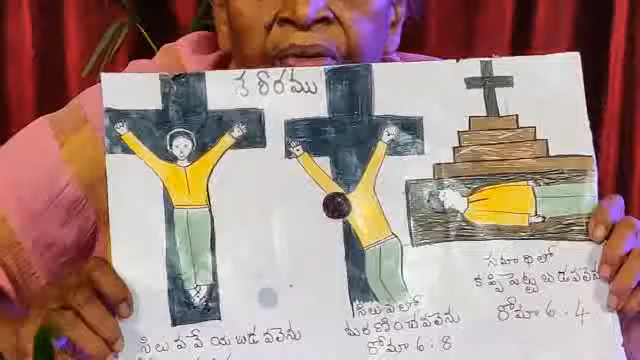 శరీరము
సిలువవేయబడవలెను
సిలువలో
మరణించవలెను
రోమా 6:8
సమాధిలో
కప్పిపెట్టబడవలెను
రోమా 6:4